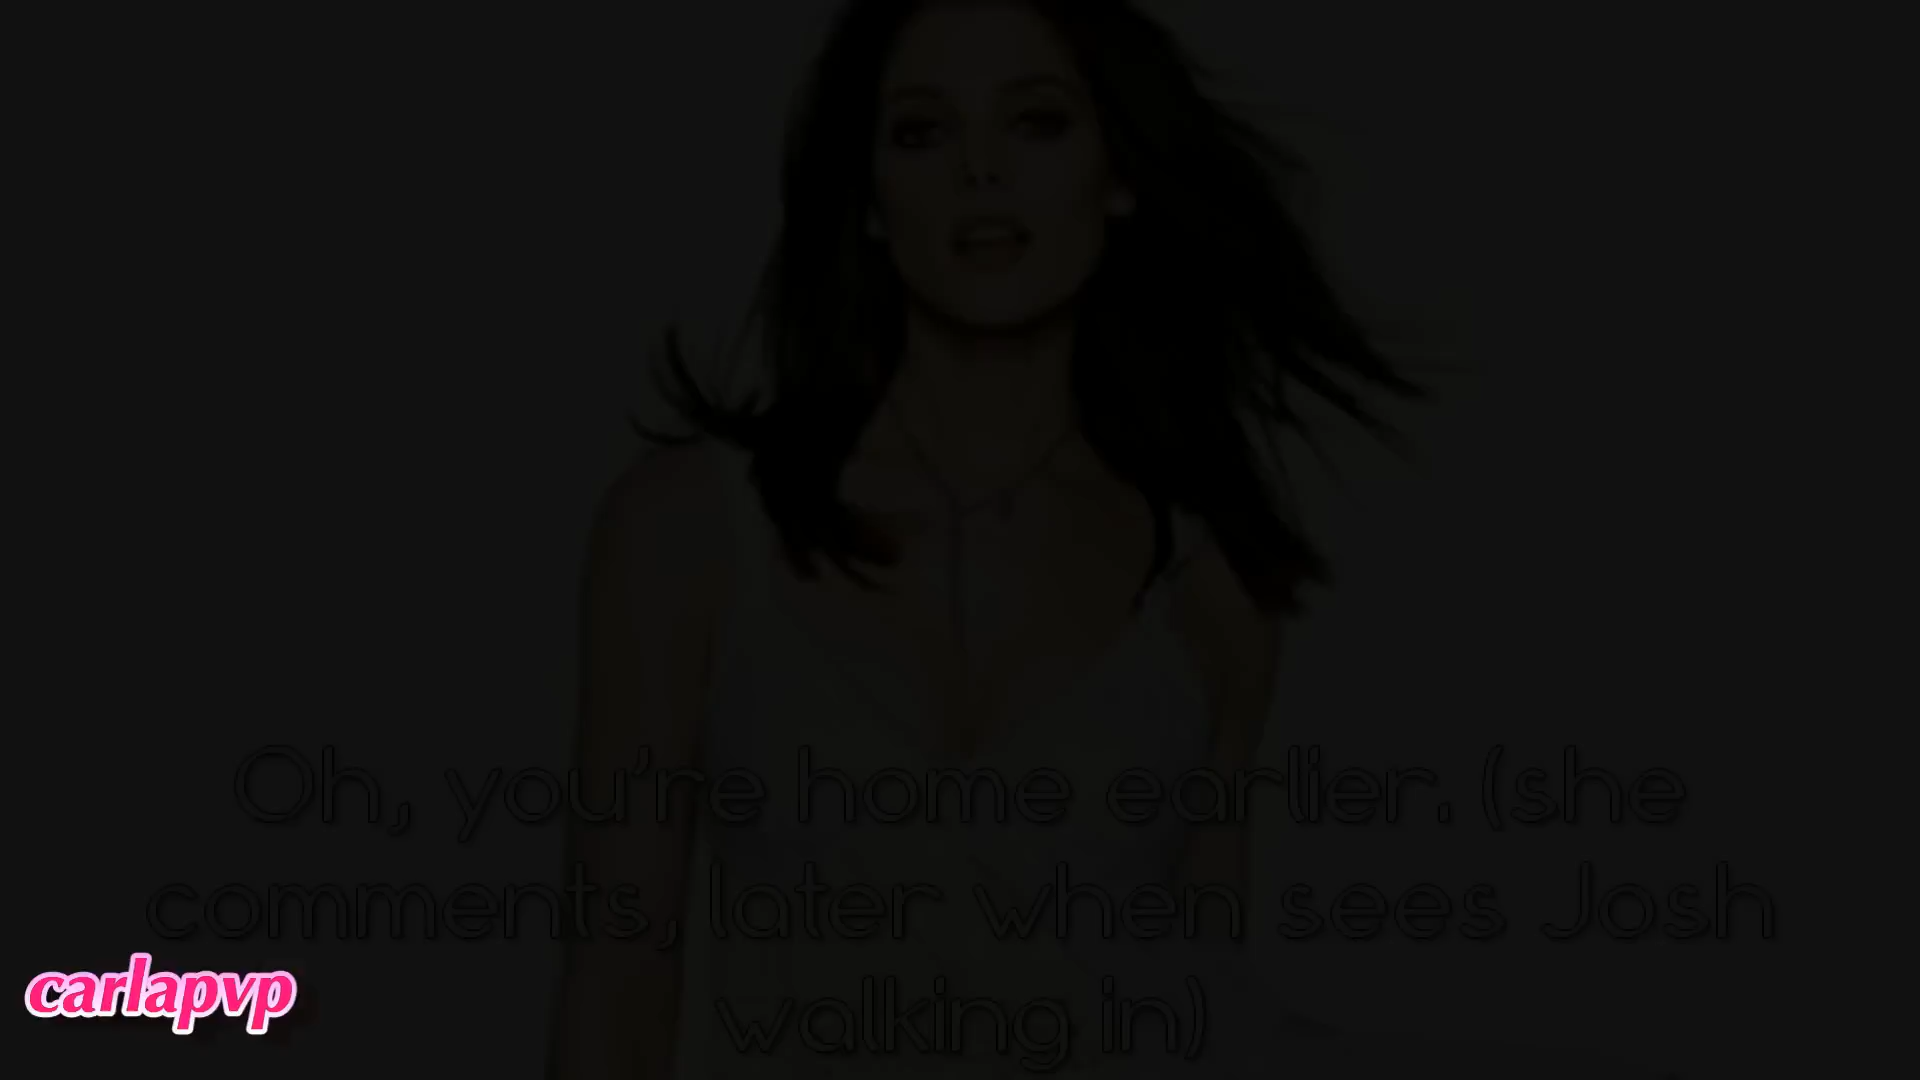 Oh, you're home earlier. (she
comments, later when sees Josh
walking in)
carlapvp